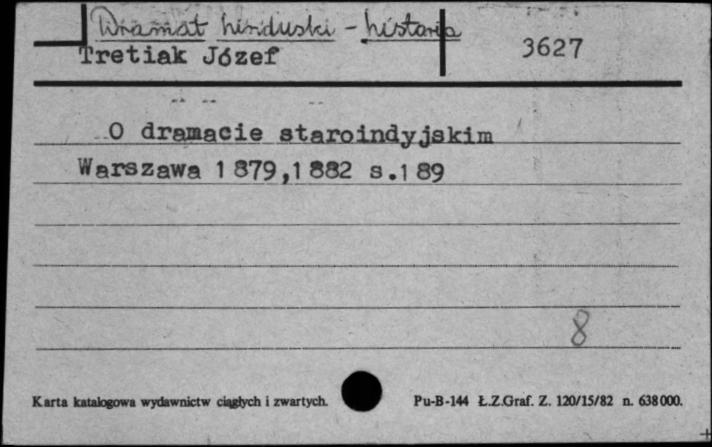 Dramat hinduski - historia
Tretiak Józef 3627
O dramacie staroindyjskim
Warszawa 1879,1882 s.189
8
Karta katalogowa wydawnictw ciągłych i zwartych. Pu-B-144 Ł.Z.Graf. Z. 120/15/82 n. 638000.